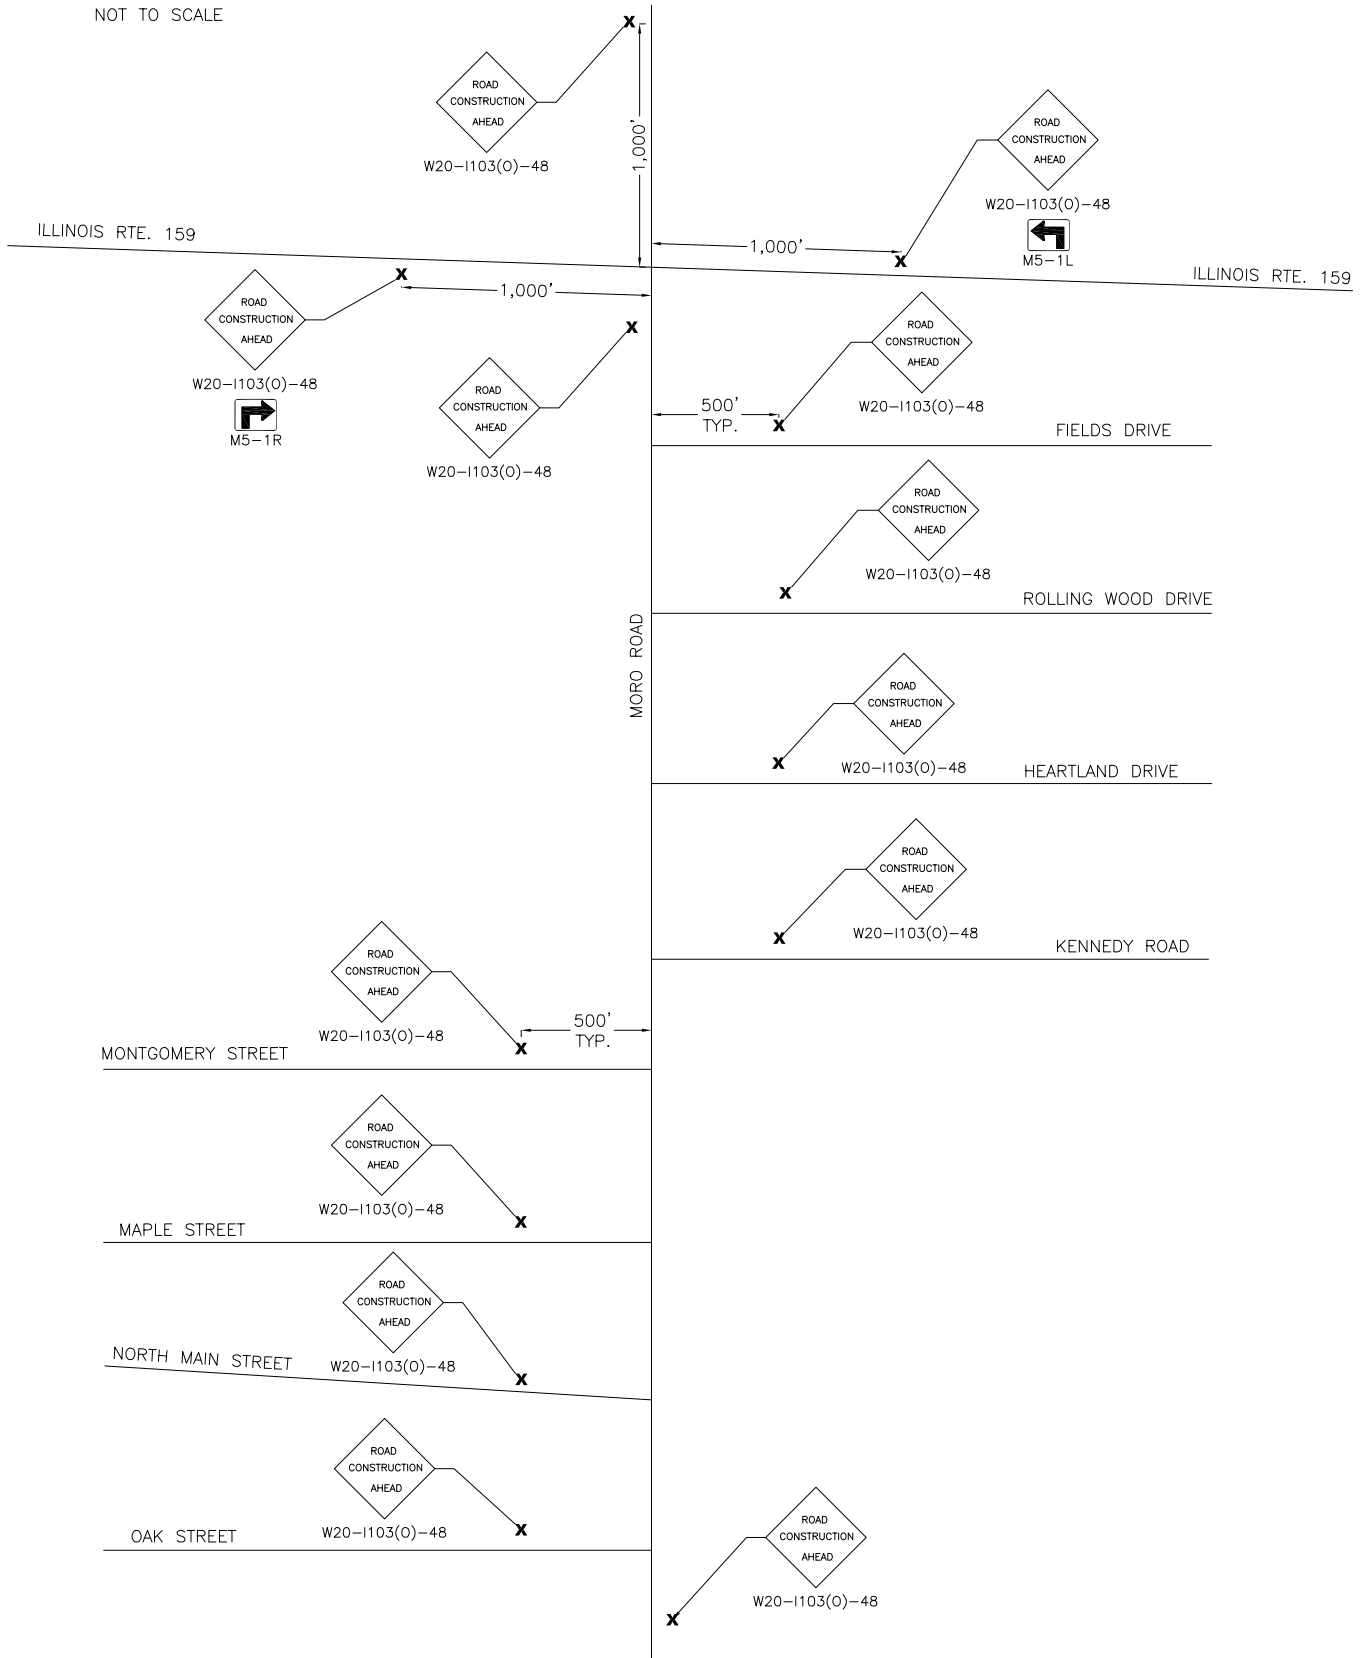 NOT TO SCALE
ROAD
CONSTRUCTION
AHEAD
W20-I103(O)-48
1,000'
ROAD
CONSTRUCTION
AHEAD
W20-I103(O)-48
M5-1L
ILLINOIS RTE. 159
1,000'
ILLINOIS RTE. 159
1,000'
ROAD
CONSTRUCTION
AHEAD
W20-I103(O)-48
M5-1R
ROAD
CONSTRUCTION
AHEAD
W20-I103(O)-48
ROAD
CONSTRUCTION
AHEAD
W20-I103(O)-48
500'
TYP.
FIELDS DRIVE
ROAD
CONSTRUCTION
AHEAD
W20-I103(O)-48
ROLLING WOOD DRIVE
MORO ROAD
ROAD
CONSTRUCTION
AHEAD
W20-I103(O)-48
HEARTLAND DRIVE
ROAD
CONSTRUCTION
AHEAD
W20-I103(O)-48
KENNEDY ROAD
ROAD
CONSTRUCTION
AHEAD
W20-I103(O)-48
500'
TYP.
MONTGOMERY STREET
ROAD
CONSTRUCTION
AHEAD
W20-I103(O)-48
MAPLE STREET
ROAD
CONSTRUCTION
AHEAD
W20-I103(O)-48
NORTH MAIN STREET
ROAD
CONSTRUCTION
AHEAD
W20-I103(O)-48
OAK STREET
ROAD
CONSTRUCTION
AHEAD
W20-I103(O)-48